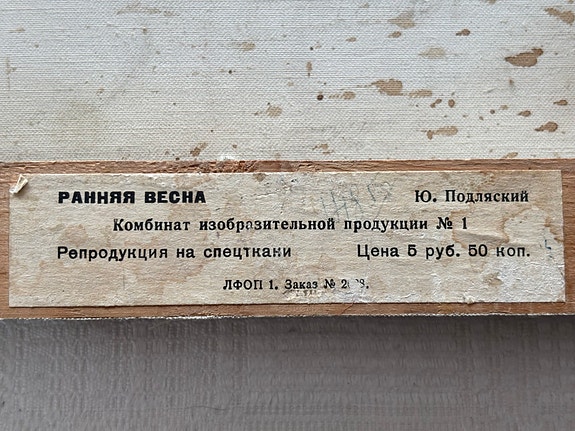 РАННЯЯ ВЕСНА Ю. Подляский
Комбинат изобразительной продукции № 1
Репродукция на спецткани Цена 5 руб. 50 коп.
ЛФОП 1. Заказ №